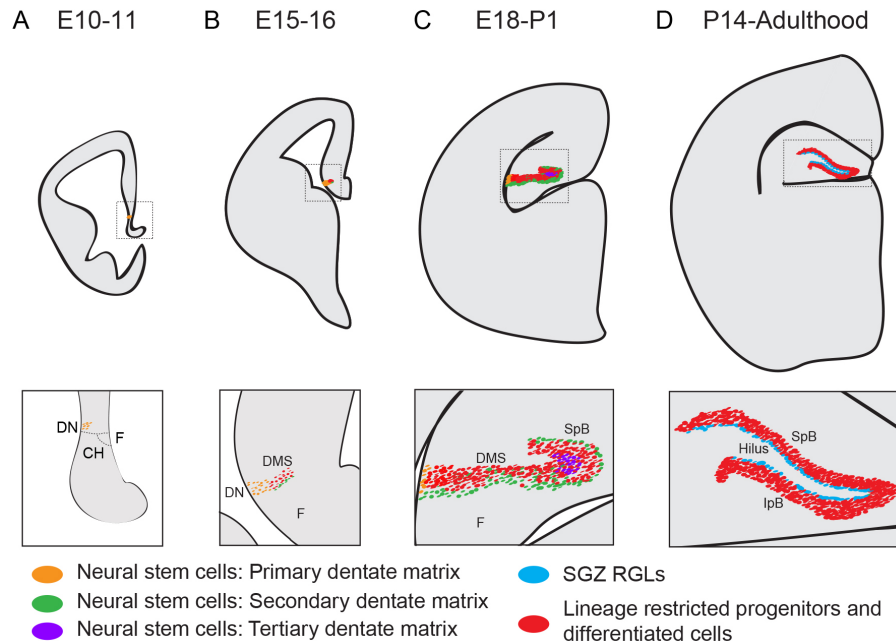 A E10-11
B E15-16
C E18-P1
D P14-Adulthood
DN
F
CH
DMS
DN
F
SpB
DMS
F
SpB
Hilus
IpB
Neural stem cells: Primary dentate matrix
Neural stem cells: Secondary dentate matrix
Neural stem cells: Tertiary dentate matrix
SGZ RGLs
Lineage restricted progenitors and
differentiated cells